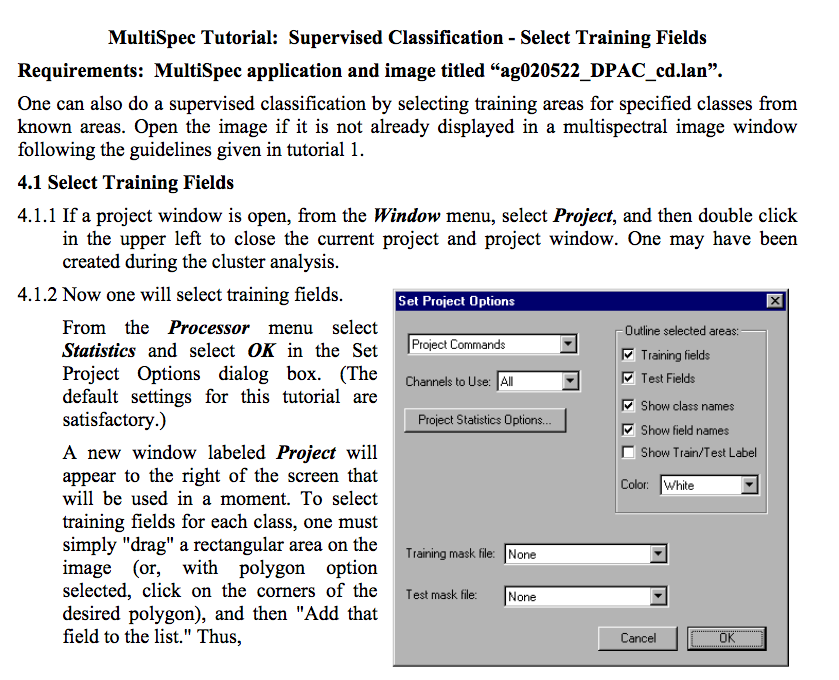 MultiSpec Tutorial:  Supervised Classification - Select Training Fields
Requirements:  MultiSpec application and image titled “ag020522_DPAC_cd.lan”.
One can also do a supervised classification by selecting training areas for specified classes from
known areas. Open the image if it is not already displayed in a multispectral image window
following the guidelines given in tutorial 1.
4.1 Select Training Fields
4.1.1 If a project window is open, from the Window menu, select Project, and then double click
in the upper left to close the current project and project window. One may have been
created during the cluster analysis.
4.1.2 Now one will select training fields.
From the Processor menu select
Statistics and select OK in the Set
Project Options dialog box. (The
default settings for this tutorial are
satisfactory.)
A new window labeled Project will
appear to the right of the screen that
will be used in a moment. To select
training fields for each class, one must
simply "drag" a rectangular area on the
image (or, with polygon option
selected, click on the corners of the
desired polygon), and then "Add that
field to the list." Thus,
Set Project Options
Project Commands
Channels to Use: All
Project Statistics Options...
Outline selected areas:
Training fields
Test Fields
Show class names
Show field names
Show Train/Test Label
Color: White
Training mask file: None
Test mask file: None
Cancel
OK